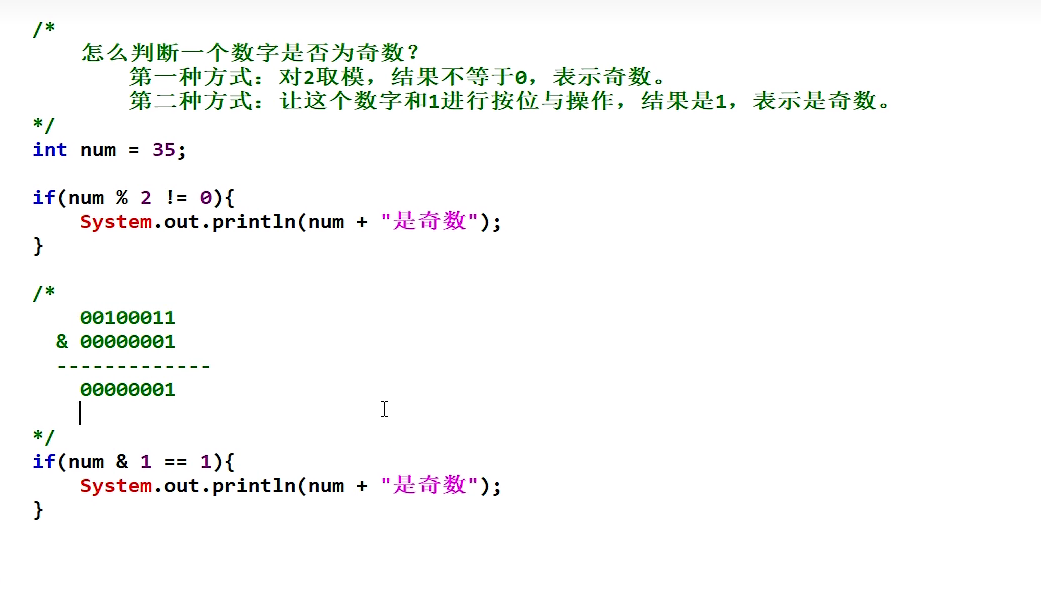 /*
怎么判断一个数字是否为奇数？
第一种方式：对2取模，结果不等于0，表示奇数。
第二种方式：让这个数字和1进行按位与操作，结果是1，表示是奇数。
*/
int num = 35;
if(num % 2 != 0){
System.out.println(num + "是奇数");
}
/*
00100011
& 00000001
-------------
00000001
*/
if(num & 1 == 1){
System.out.println(num + "是奇数");
}